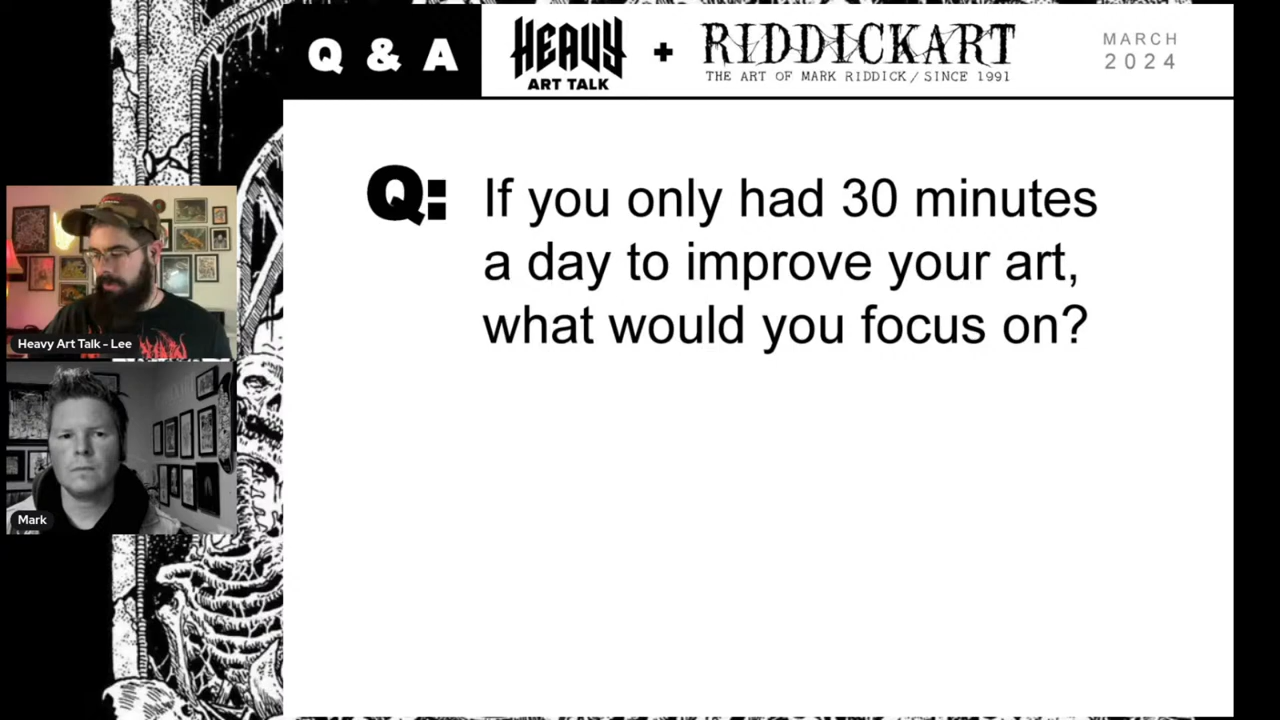 Q & A
HEAVY
ART TALK
+
RIDDICKART
THE ART OF MARK RIDDICK / SINCE 1991
MARCH
2024
Q:
If you only had 30 minutes
a day to improve your art,
what would you focus on?
Heavy Art Talk - Lee
Mark